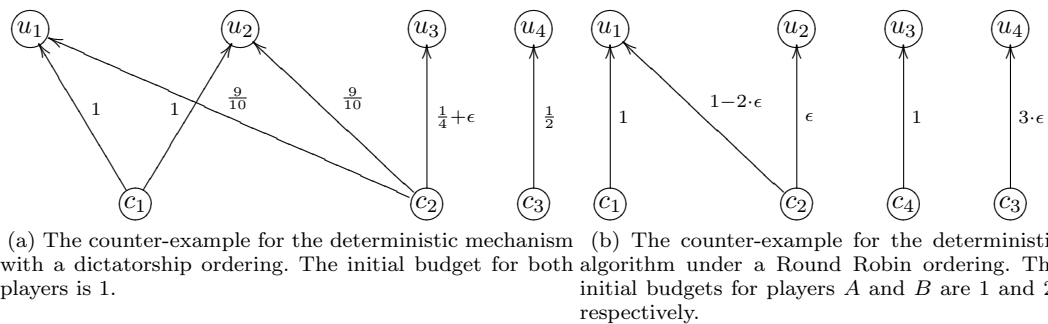 u₁ u₂ u₃ u₄ u₁ u₂ u₃ u₄
1 1 9/10 9/10 1/4+ϵ 1/2 1 1−2·ϵ ϵ 1 3·ϵ
c₁ c₂ c₃ c₁ c₂ c₄ c₃
(a) The counter-example for the deterministic mechanism
with a dictatorship ordering. The initial budget for both
players is 1.
(b) The counter-example for the
algorithm under a Round Robin ordering.
initial budgets for players A and B are 1 and
respectively.